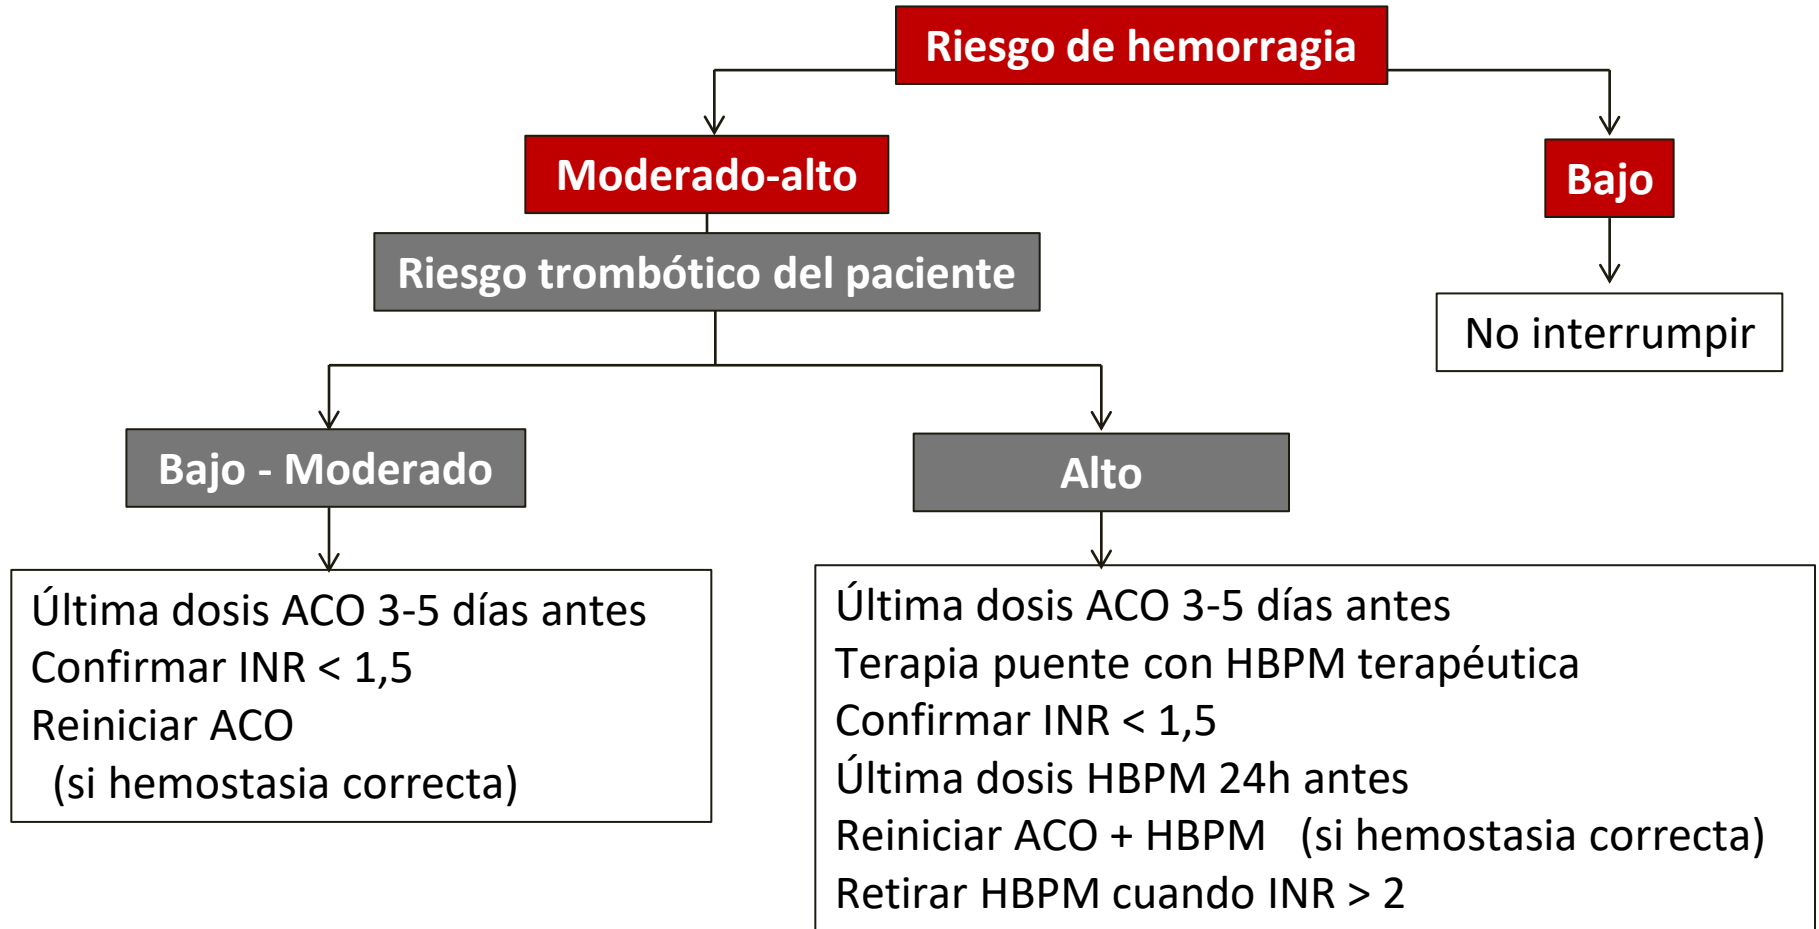 Riesgo de hemorragia
Moderado-alto
Bajo
Riesgo trombótico del paciente
No interrumpir
Bajo - Moderado
Alto
Última dosis ACO 3-5 días antes
Confirmar INR < 1,5
Reiniciar ACO
(si hemostasia correcta)
Última dosis ACO 3-5 días antes
Terapia puente con HBPM terapéutica
Confirmar INR < 1,5
Última dosis HBPM 24h antes
Reiniciar ACO + HBPM (si hemostasia correcta)
Retirar HBPM cuando INR > 2